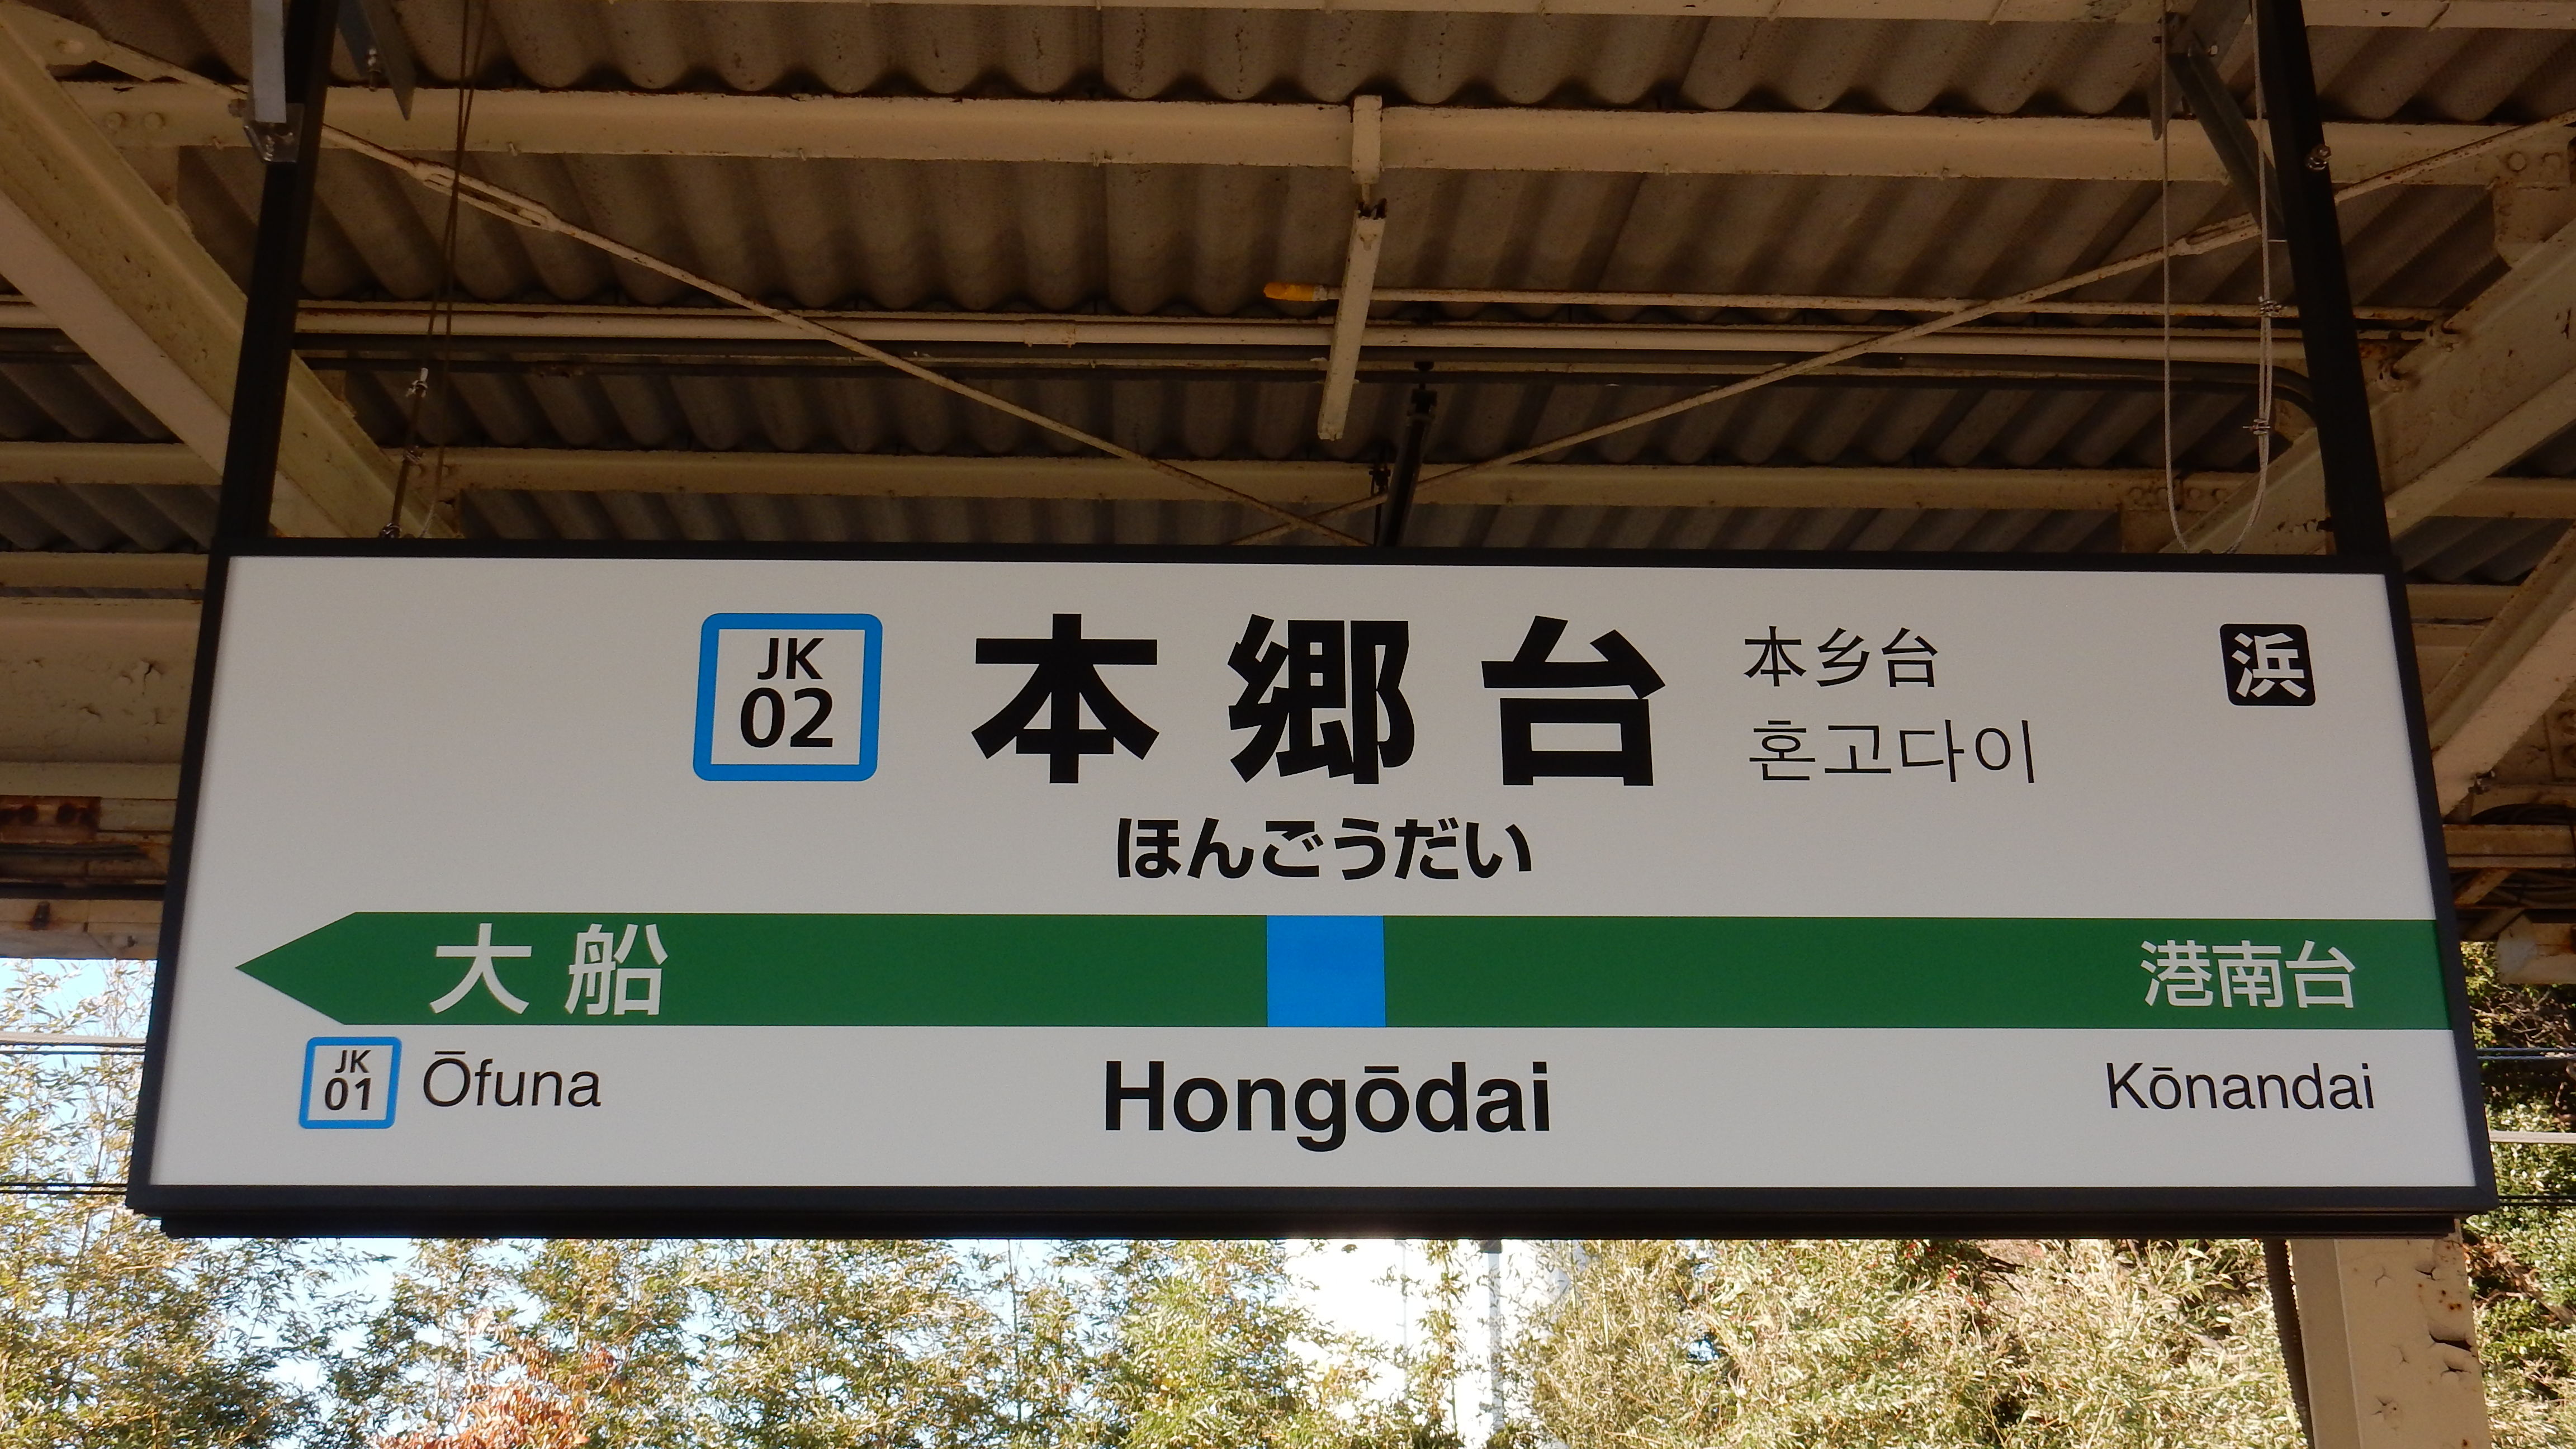 JK
02
本郷台
本乡台
혼고다이
浜
ほんごうだい
大船
港南台
JK
01
Ōfuna
Hongōdai
Kōnandai